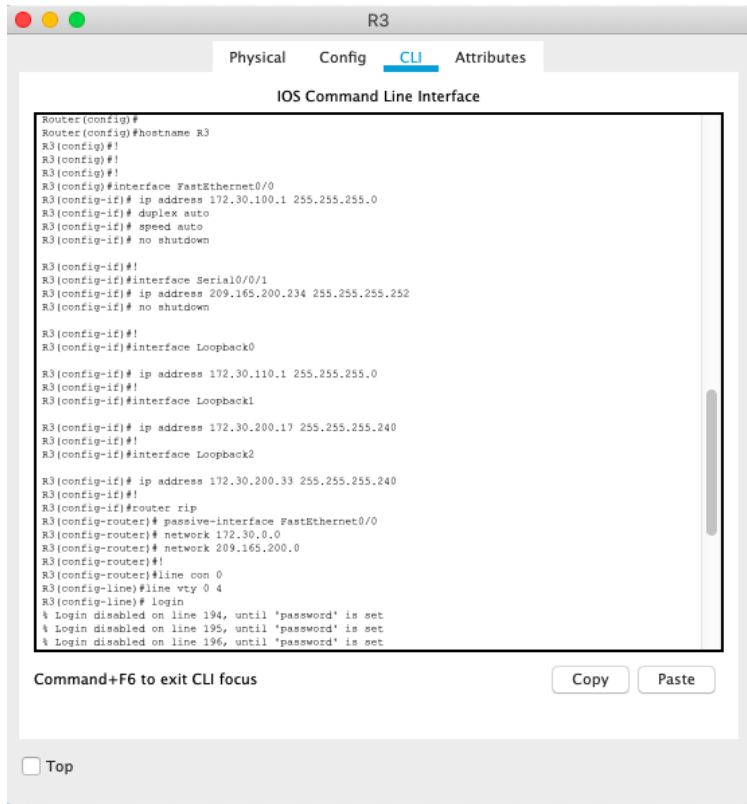 R3
Physical Config CLI Attributes
IOS Command Line Interface
Router(config)#
Router(config)#hostname R3
R3(config)#!
R3(config)#!
R3(config)#!
R3(config)#interface FastEthernet0/0
R3(config-if)# ip address 172.30.100.1 255.255.255.0
R3(config-if)# duplex auto
R3(config-if)# speed auto
R3(config-if)# no shutdown
R3(config-if)#!
R3(config-if)#interface Serial0/0/1
R3(config-if)# ip address 209.165.200.234 255.255.255.252
R3(config-if)# no shutdown
R3(config-if)#!
R3(config-if)#interface Loopback0
R3(config-if)# ip address 172.30.110.1 255.255.255.0
R3(config-if)#!
R3(config-if)#interface Loopback1
R3(config-if)# ip address 172.30.200.17 255.255.255.240
R3(config-if)#!
R3(config-if)#interface Loopback2
R3(config-if)# ip address 172.30.200.33 255.255.255.240
R3(config-if)#!
R3(config-if)#router rip
R3(config-router)# passive-interface FastEthernet0/0
R3(config-router)# network 172.30.0.0
R3(config-router)# network 209.165.200.0
R3(config-router)#!
R3(config-router)#line con 0
R3(config-line)#line vty 0 4
R3(config-line)# login
% Login disabled on line 194, until 'password' is set
% Login disabled on line 195, until 'password' is set
% Login disabled on line 196, until 'password' is set
Command+F6 to exit CLI focus
Copy Paste
Top